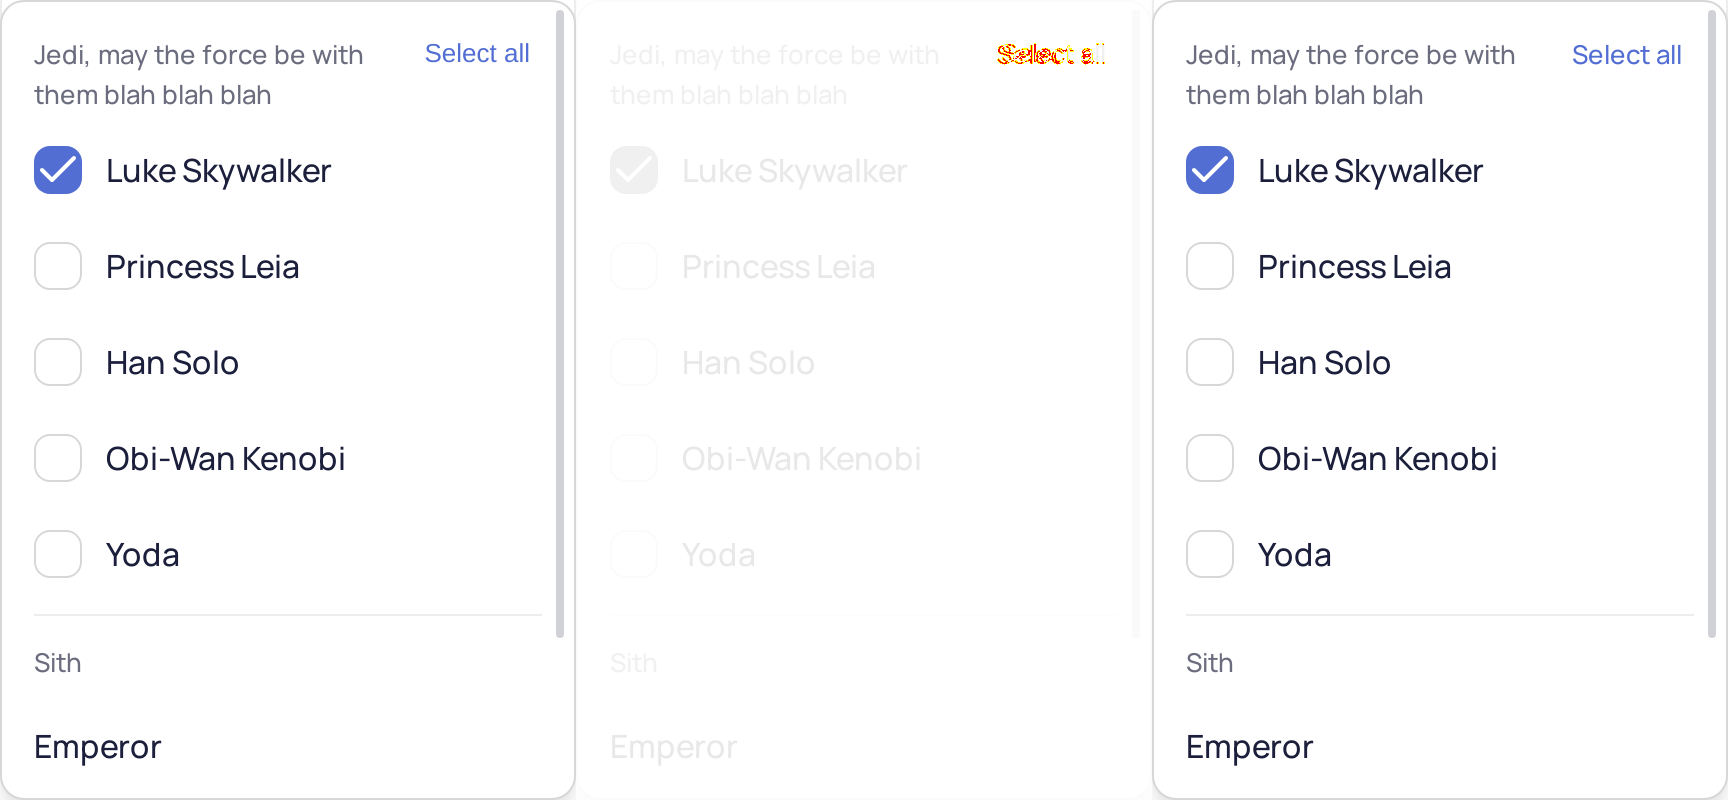 Jedi, may the force be with Select all
them blah blah blah
Luke Skywalker
Princess Leia
Han Solo
Obi-Wan Kenobi
Yoda
Sith
Emperor
Jedi, may the force be with Select all
them blah blah blah
Luke Skywalker
Princess Leia
Han Solo
Obi-Wan Kenobi
Yoda
Sith
Emperor
Jedi, may the force be with Select all
them blah blah blah
Luke Skywalker
Princess Leia
Han Solo
Obi-Wan Kenobi
Yoda
Sith
Emperor